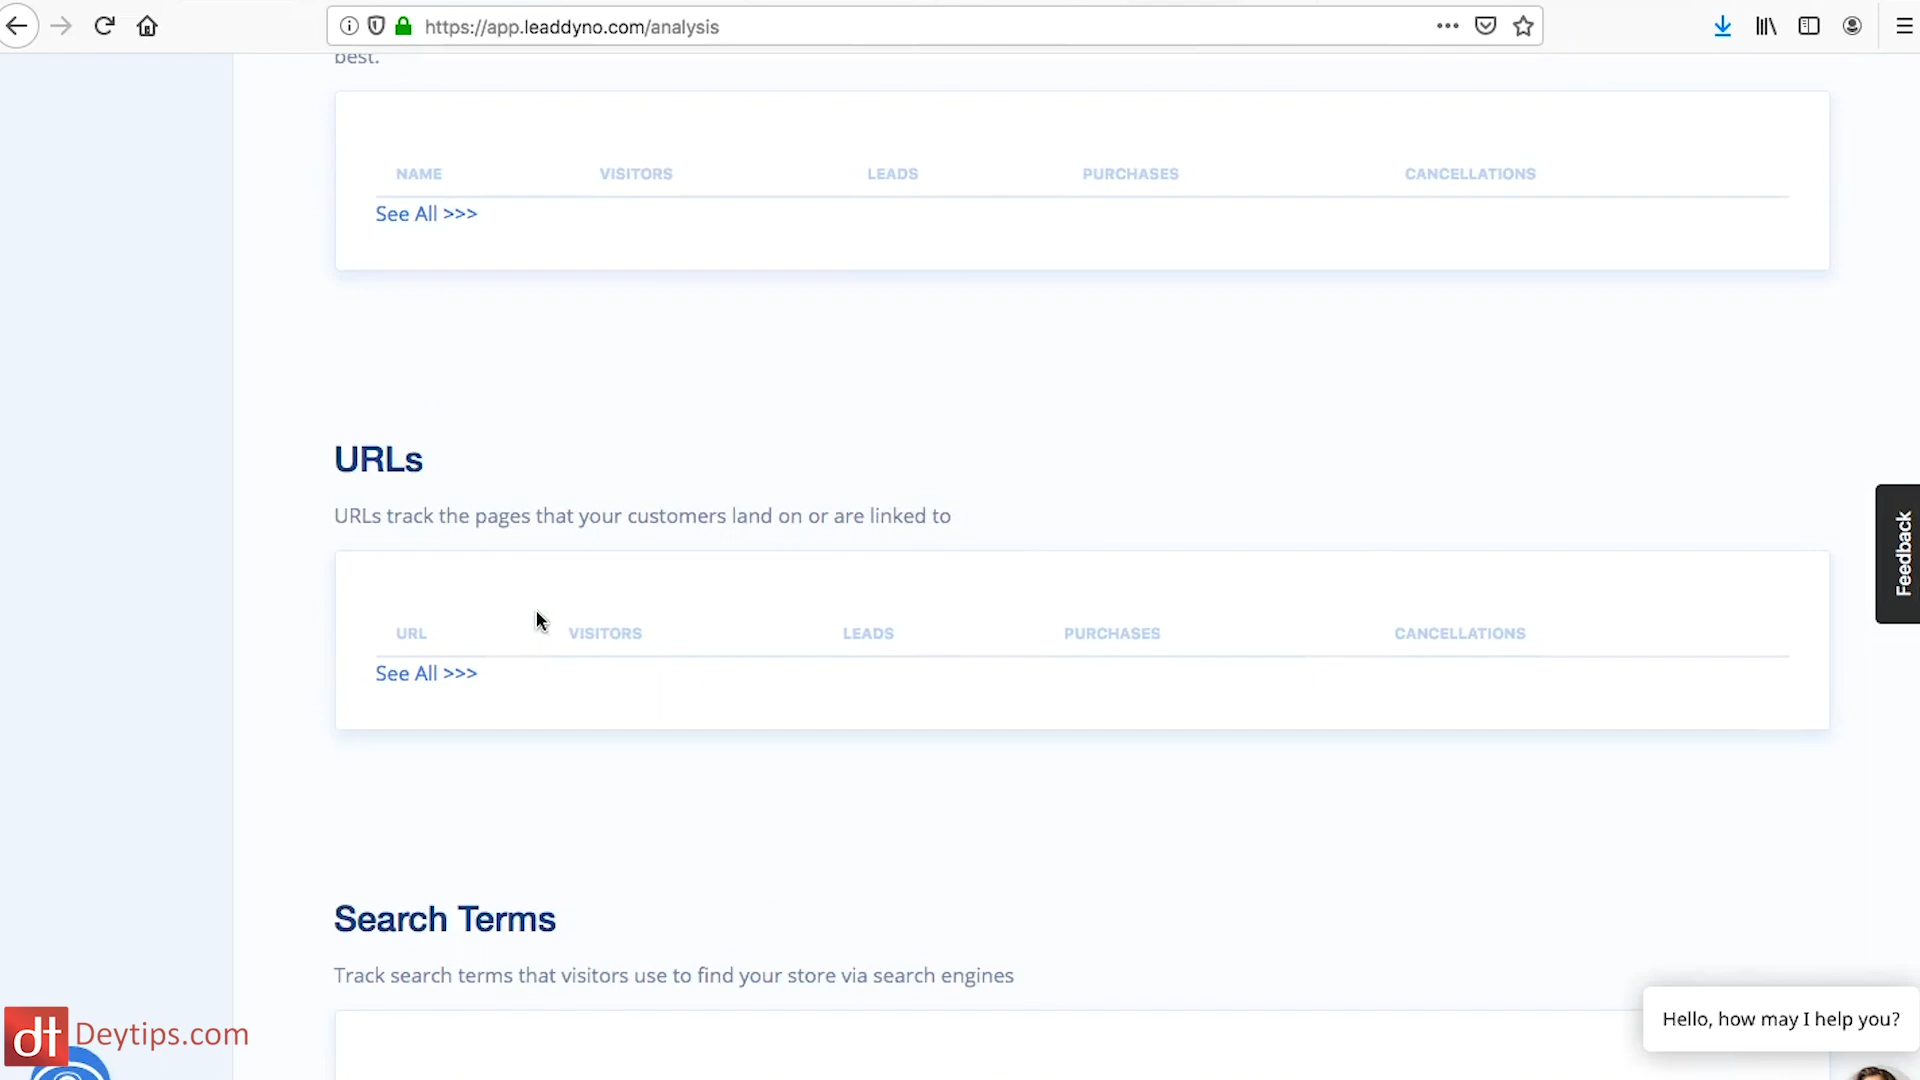 https://app.leaddyno.com/analysis
best.
NAME VISITORS LEADS PURCHASES CANCELLATIONS
See All >>>
URLs
URLs track the pages that your customers land on or are linked to
URL VISITORS LEADS PURCHASES CANCELLATIONS
See All >>>
Feedback
Search Terms
Track search terms that visitors use to find your store via search engines
Hello, how may I help you?
dt Deytips.com